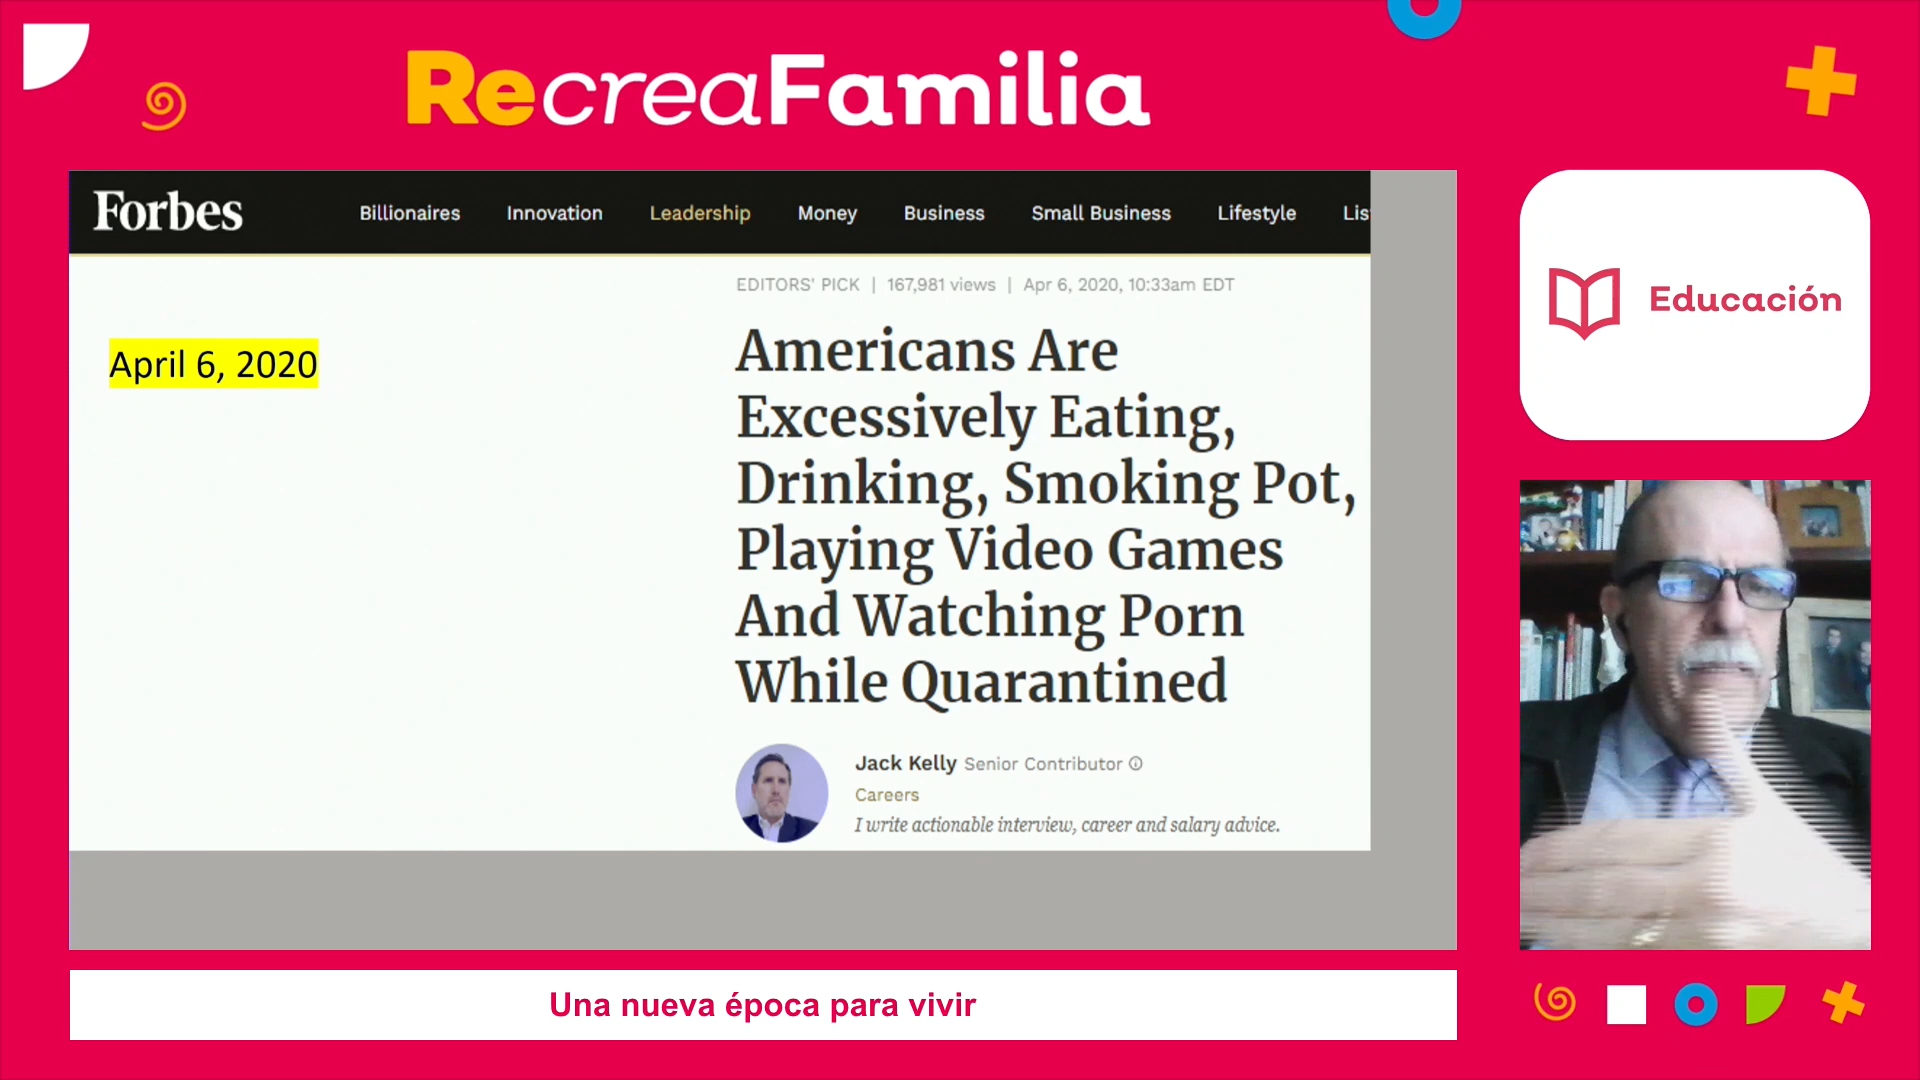 RecreaFamilia
Forbes
Billionaires Innovation Leadership Money Business Small Business Lifestyle Lis
EDITORS' PICK | 167,981 views | Apr 6, 2020, 10:33am EDT
April 6, 2020
Americans Are
Excessively Eating,
Drinking, Smoking Pot,
Playing Video Games
And Watching Porn
While Quarantined
Jack Kelly Senior Contributor
Careers
I write actionable interview, career and salary advice.
Educación
Una nueva época para vivir